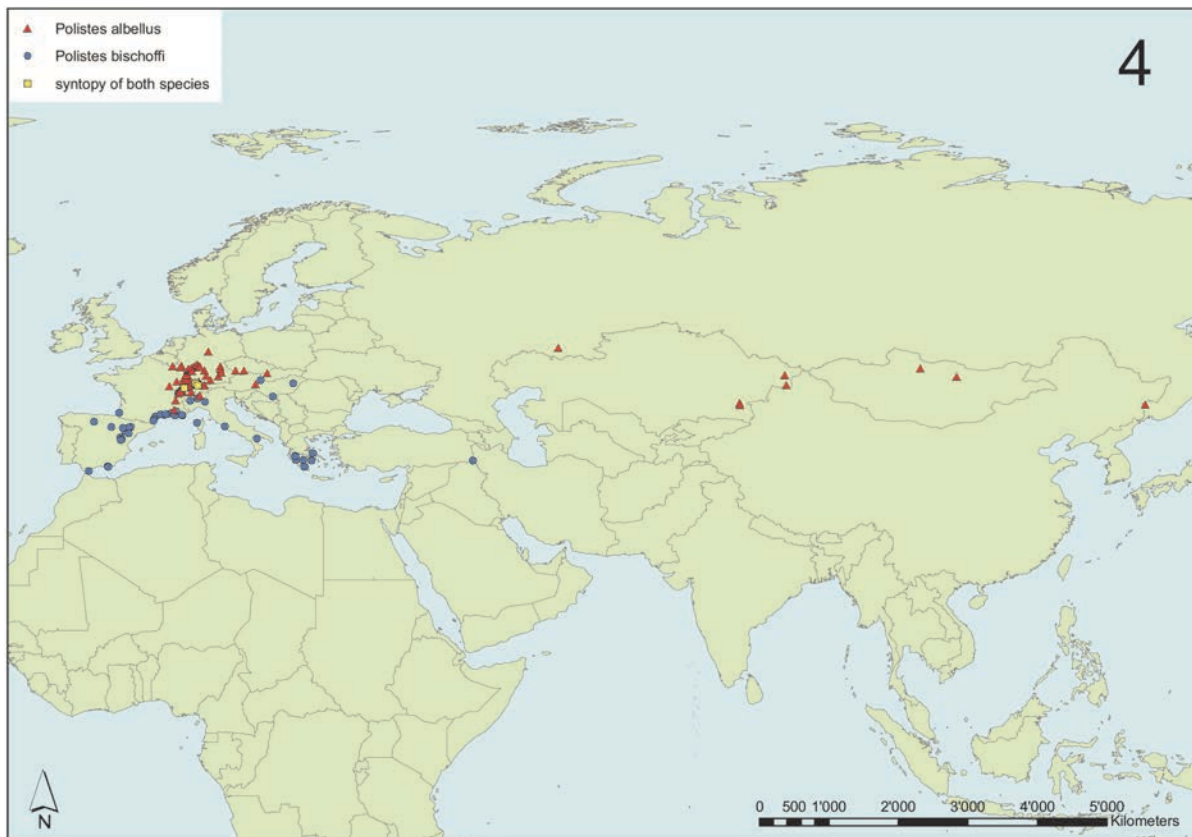 Polistes albellus
Polistes bischoffi
syntopy of both species
4
N
0 500 1'000 2'000 3'000 4'000 5'000
Kilometers